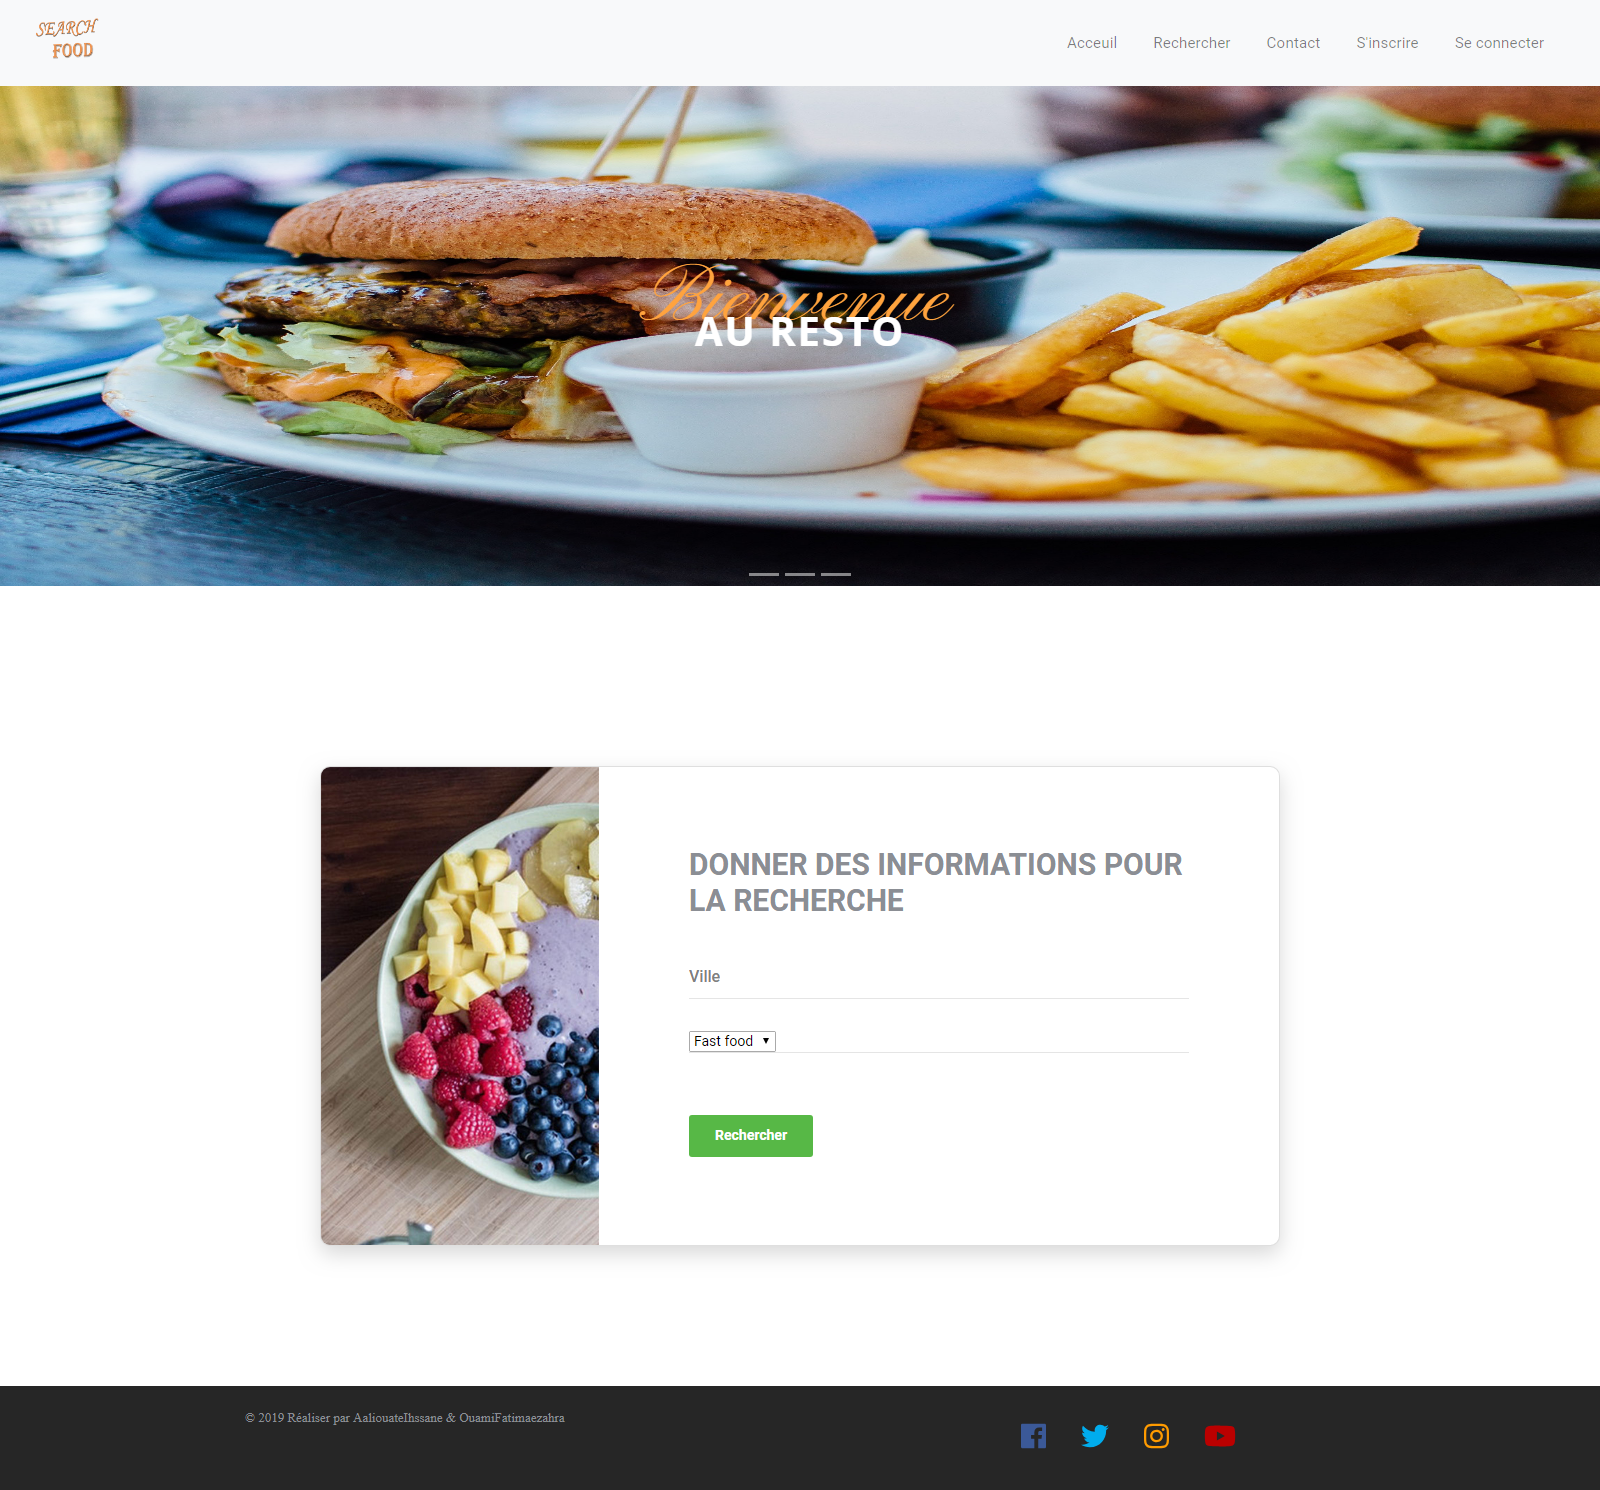 SEARCH
FOOD
Acceuil Rechercher Contact S'inscrire Se connecter
Bienvenue
AU RESTO
DONNER DES INFORMATIONS POUR
LA RECHERCHE
Ville
Fast food
Rechercher
© 2019 Réaliser par AaliouateIhssane & OuamiFatimaezahra